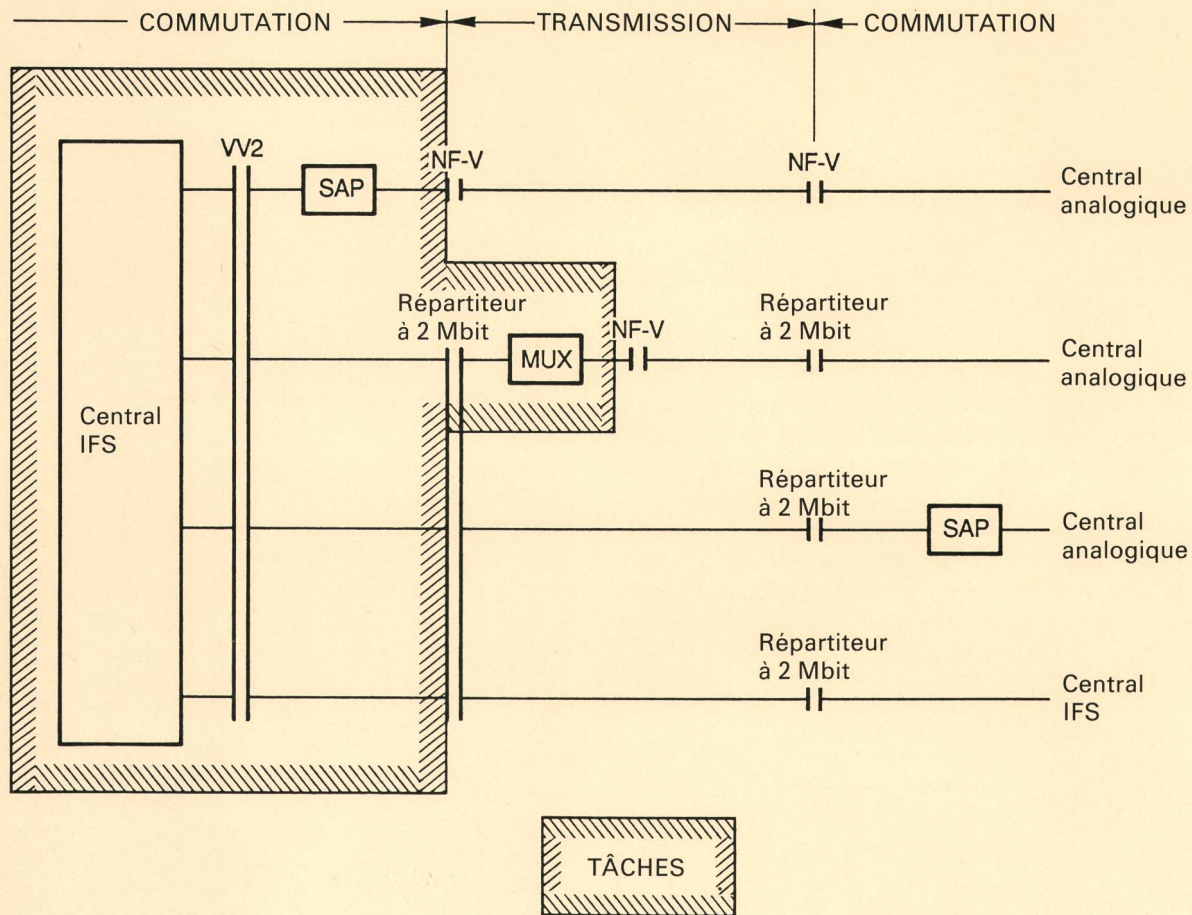 COMMUTATION TRANSMISSION COMMUTATION
VV2
SAP
NF-V
NF-V
Central
analogique
Répartiteur
à 2 Mbit
MUX
NF-V
Répartiteur
à 2 Mbit
Central
analogique
Central
IFS
Répartiteur
à 2 Mbit
SAP
Central
analogique
Répartiteur
à 2 Mbit
Central
IFS
TÂCHES